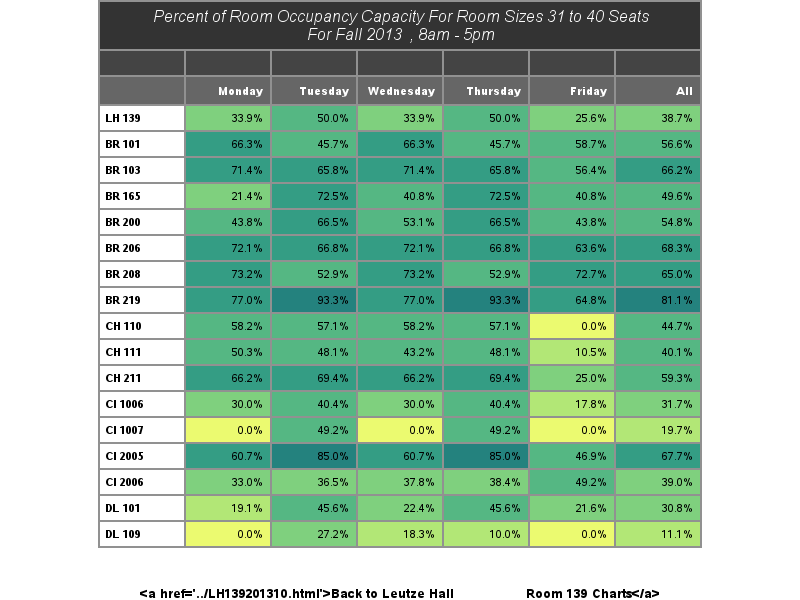 Percent of Room Occupancy Capacity For Room Sizes 31 to 40 Seats
For Fall 2013 , 8am - 5pm
Monday Tuesday Wednesday Thursday Friday All
LH 139 33.9% 50.0% 33.9% 50.0% 25.6% 38.7%
BR 101 66.3% 45.7% 66.3% 45.7% 58.7% 56.6%
BR 103 71.4% 65.8% 71.4% 65.8% 56.4% 66.2%
BR 165 21.4% 72.5% 40.8% 72.5% 40.8% 49.6%
BR 200 43.8% 66.5% 53.1% 66.5% 43.8% 54.8%
BR 206 72.1% 66.8% 72.1% 66.8% 63.6% 68.3%
BR 208 73.2% 52.9% 73.2% 52.9% 72.7% 65.0%
BR 219 77.0% 93.3% 77.0% 93.3% 64.8% 81.1%
CH 110 58.2% 57.1% 58.2% 57.1% 0.0% 44.7%
CH 111 50.3% 48.1% 43.2% 48.1% 10.5% 40.1%
CH 211 66.2% 69.4% 66.2% 69.4% 25.0% 59.3%
CI 1006 30.0% 40.4% 30.0% 40.4% 17.8% 31.7%
CI 1007 0.0% 49.2% 0.0% 49.2% 0.0% 19.7%
CI 2005 60.7% 85.0% 60.7% 85.0% 46.9% 67.7%
CI 2006 33.0% 36.5% 37.8% 38.4% 49.2% 39.0%
DL 101 19.1% 45.6% 22.4% 45.6% 21.6% 30.8%
DL 109 0.0% 27.2% 18.3% 10.0% 0.0% 11.1%
<a href='../LH139201310.html'>Back to Leutze Hall Room 139 Charts</a>